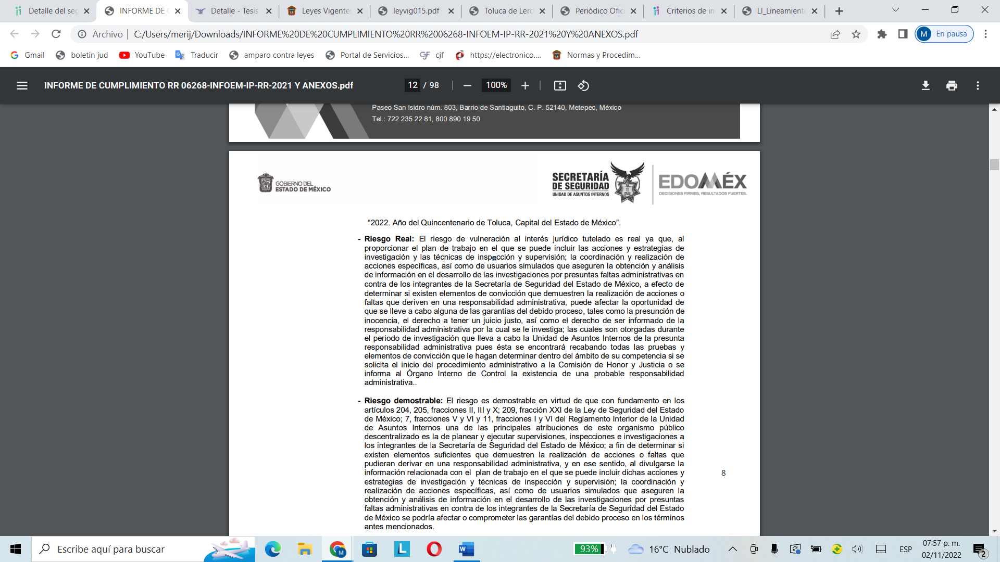 Detalle del seg
INFORME DE C
Detalle - Tesis
Leyes Vigentes
leyvig015.pdf
Toluca de Lerd
Periódico Ofici
Criterios de in
LI_Lineamiento
Archivo
C:/Users/merij/Downloads/INFORME%20DE%20CUMPLIMIENTO%20RR%2006268-INFOEM-IP-RR-2021%20Y%20ANEXOS.pdf
M En pausa
Gmail
boletin jud
YouTube
Traducir
amparo contra leyes
Portal de Servicios...
cjf
https://electronico....
Normas y Procedim...
INFORME DE CUMPLIMIENTO RR 06268-INFOEM-IP-RR-2021 Y ANEXOS.pdf
12 / 98
100%
Paseo San Isidro núm. 803, Barrio de Santiaguito, C. P. 52140, Metepec, México
Tel.: 722 235 22 81, 800 890 19 50
GOBIERNO DEL
ESTADO DE MÉXICO
SECRETARÍA
DE SEGURIDAD
UNIDAD DE ASUNTOS INTERNOS
EDOMÉX
DECISIONES FIRMES, RESULTADOS FUERTES.
“2022. Año del Quincentenario de Toluca, Capital del Estado de México”.
- Riesgo Real: El riesgo de vulneración al interés jurídico tutelado es real ya que, al
proporcionar el plan de trabajo en el que se puede incluir las acciones y estrategias de
investigación y las técnicas de inspección y supervisión; la coordinación y realización de
acciones específicas, así como de usuarios simulados que aseguren la obtención y análisis
de información en el desarrollo de las investigaciones por presuntas faltas administrativas en
contra de los integrantes de la Secretaría de Seguridad del Estado de México, a efecto de
determinar si existen elementos de convicción que demuestren la realización de acciones o
faltas que deriven en una responsabilidad administrativa, puede afectar la oportunidad de
que se lleve a cabo alguna de las garantías del debido proceso, tales como la presunción de
inocencia, el derecho a tener un juicio justo, así como el derecho de ser informado de la
responsabilidad administrativa por la cual se le investiga; las cuales son otorgadas durante
el periodo de investigación que lleva a cabo la Unidad de Asuntos Internos de la presunta
responsabilidad administrativa pues ésta se encontrará recabando todas las pruebas y
elementos de convicción que le hagan determinar dentro del ámbito de su competencia si se
solicita el inicio del procedimiento administrativo a la Comisión de Honor y Justicia o se
informa al Órgano Interno de Control la existencia de una probable responsabilidad
administrativa..
- Riesgo demostrable: El riesgo es demostrable en virtud de que con fundamento en los
artículos 204, 205, fracciones II, III y X; 209, fracción XXI de la Ley de Seguridad del Estado
de México; 7, fracciones V y VI y 11, fracciones I y VI del Reglamento Interior de la Unidad
de Asuntos Internos una de las principales atribuciones de este organismo público
descentralizado es la de planear y ejecutar supervisiones, inspecciones e investigaciones a
los integrantes de la Secretaría de Seguridad del Estado de México; a fin de determinar si
existen elementos suficientes que demuestren la realización de acciones o faltas que
pudieran derivar en una responsabilidad administrativa, y en ese sentido, al divulgarse la
información relacionada con el plan de trabajo en el que se puede incluir dichas acciones y
estrategias de investigación y técnicas de inspección y supervisión; la coordinación y
realización de acciones específicas, así como de usuarios simulados que aseguren la
obtención y análisis de información en el desarrollo de las investigaciones por presuntas
faltas administrativas en contra de los integrantes de la Secretaría de Seguridad del Estado
de México se podría afectar o comprometer las garantías del debido proceso en los términos
antes mencionados.
8
Escribe aquí para buscar
93%
16°C Nublado
ESP
07:57 p. m.
02/11/2022
2